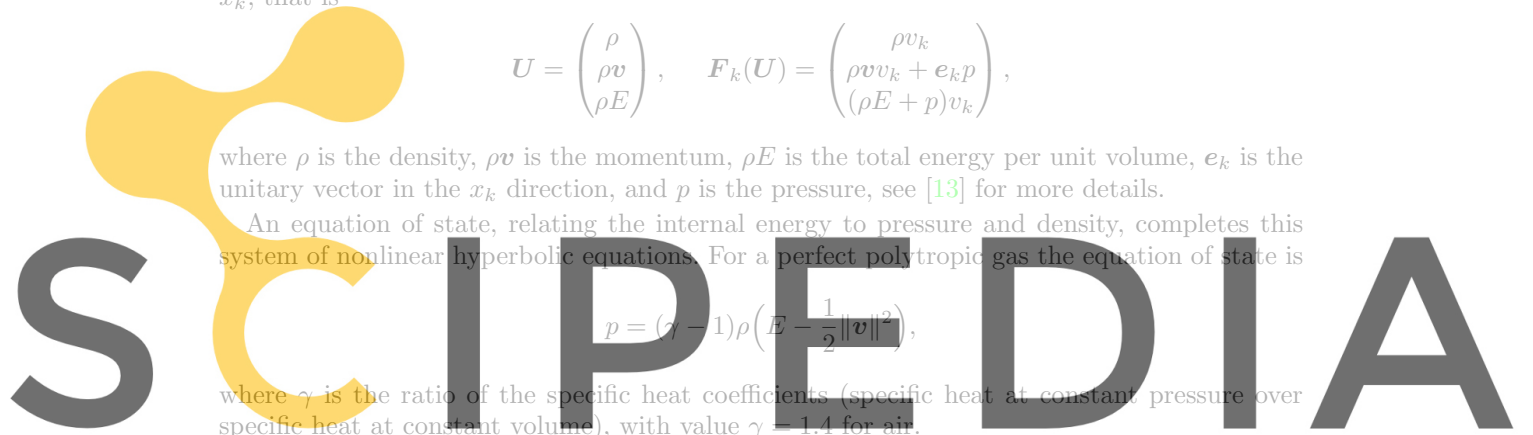 x_k, that is
U = ( ρ ρv ρE ) , F_k(U) = ( ρv_k ρvv_k + e_k p (ρE + p)v_k ) ,
where ρ is the density, ρv is the momentum, ρE is the total energy per unit volume, e_k is the
unitary vector in the x_k direction, and p is the pressure, see [13] for more details.
An equation of state, relating the internal energy to pressure and density, completes this
system of nonlinear hyperbolic equations. For a perfect polytropic gas the equation of state is
p = (γ − 1)ρ(E − 1/2 ‖v‖²),
where γ is the ratio of the specific heat coefficients (specific heat at constant pressure over
specific heat at constant volume), with value γ = 1.4 for air.
SCIPEDIA